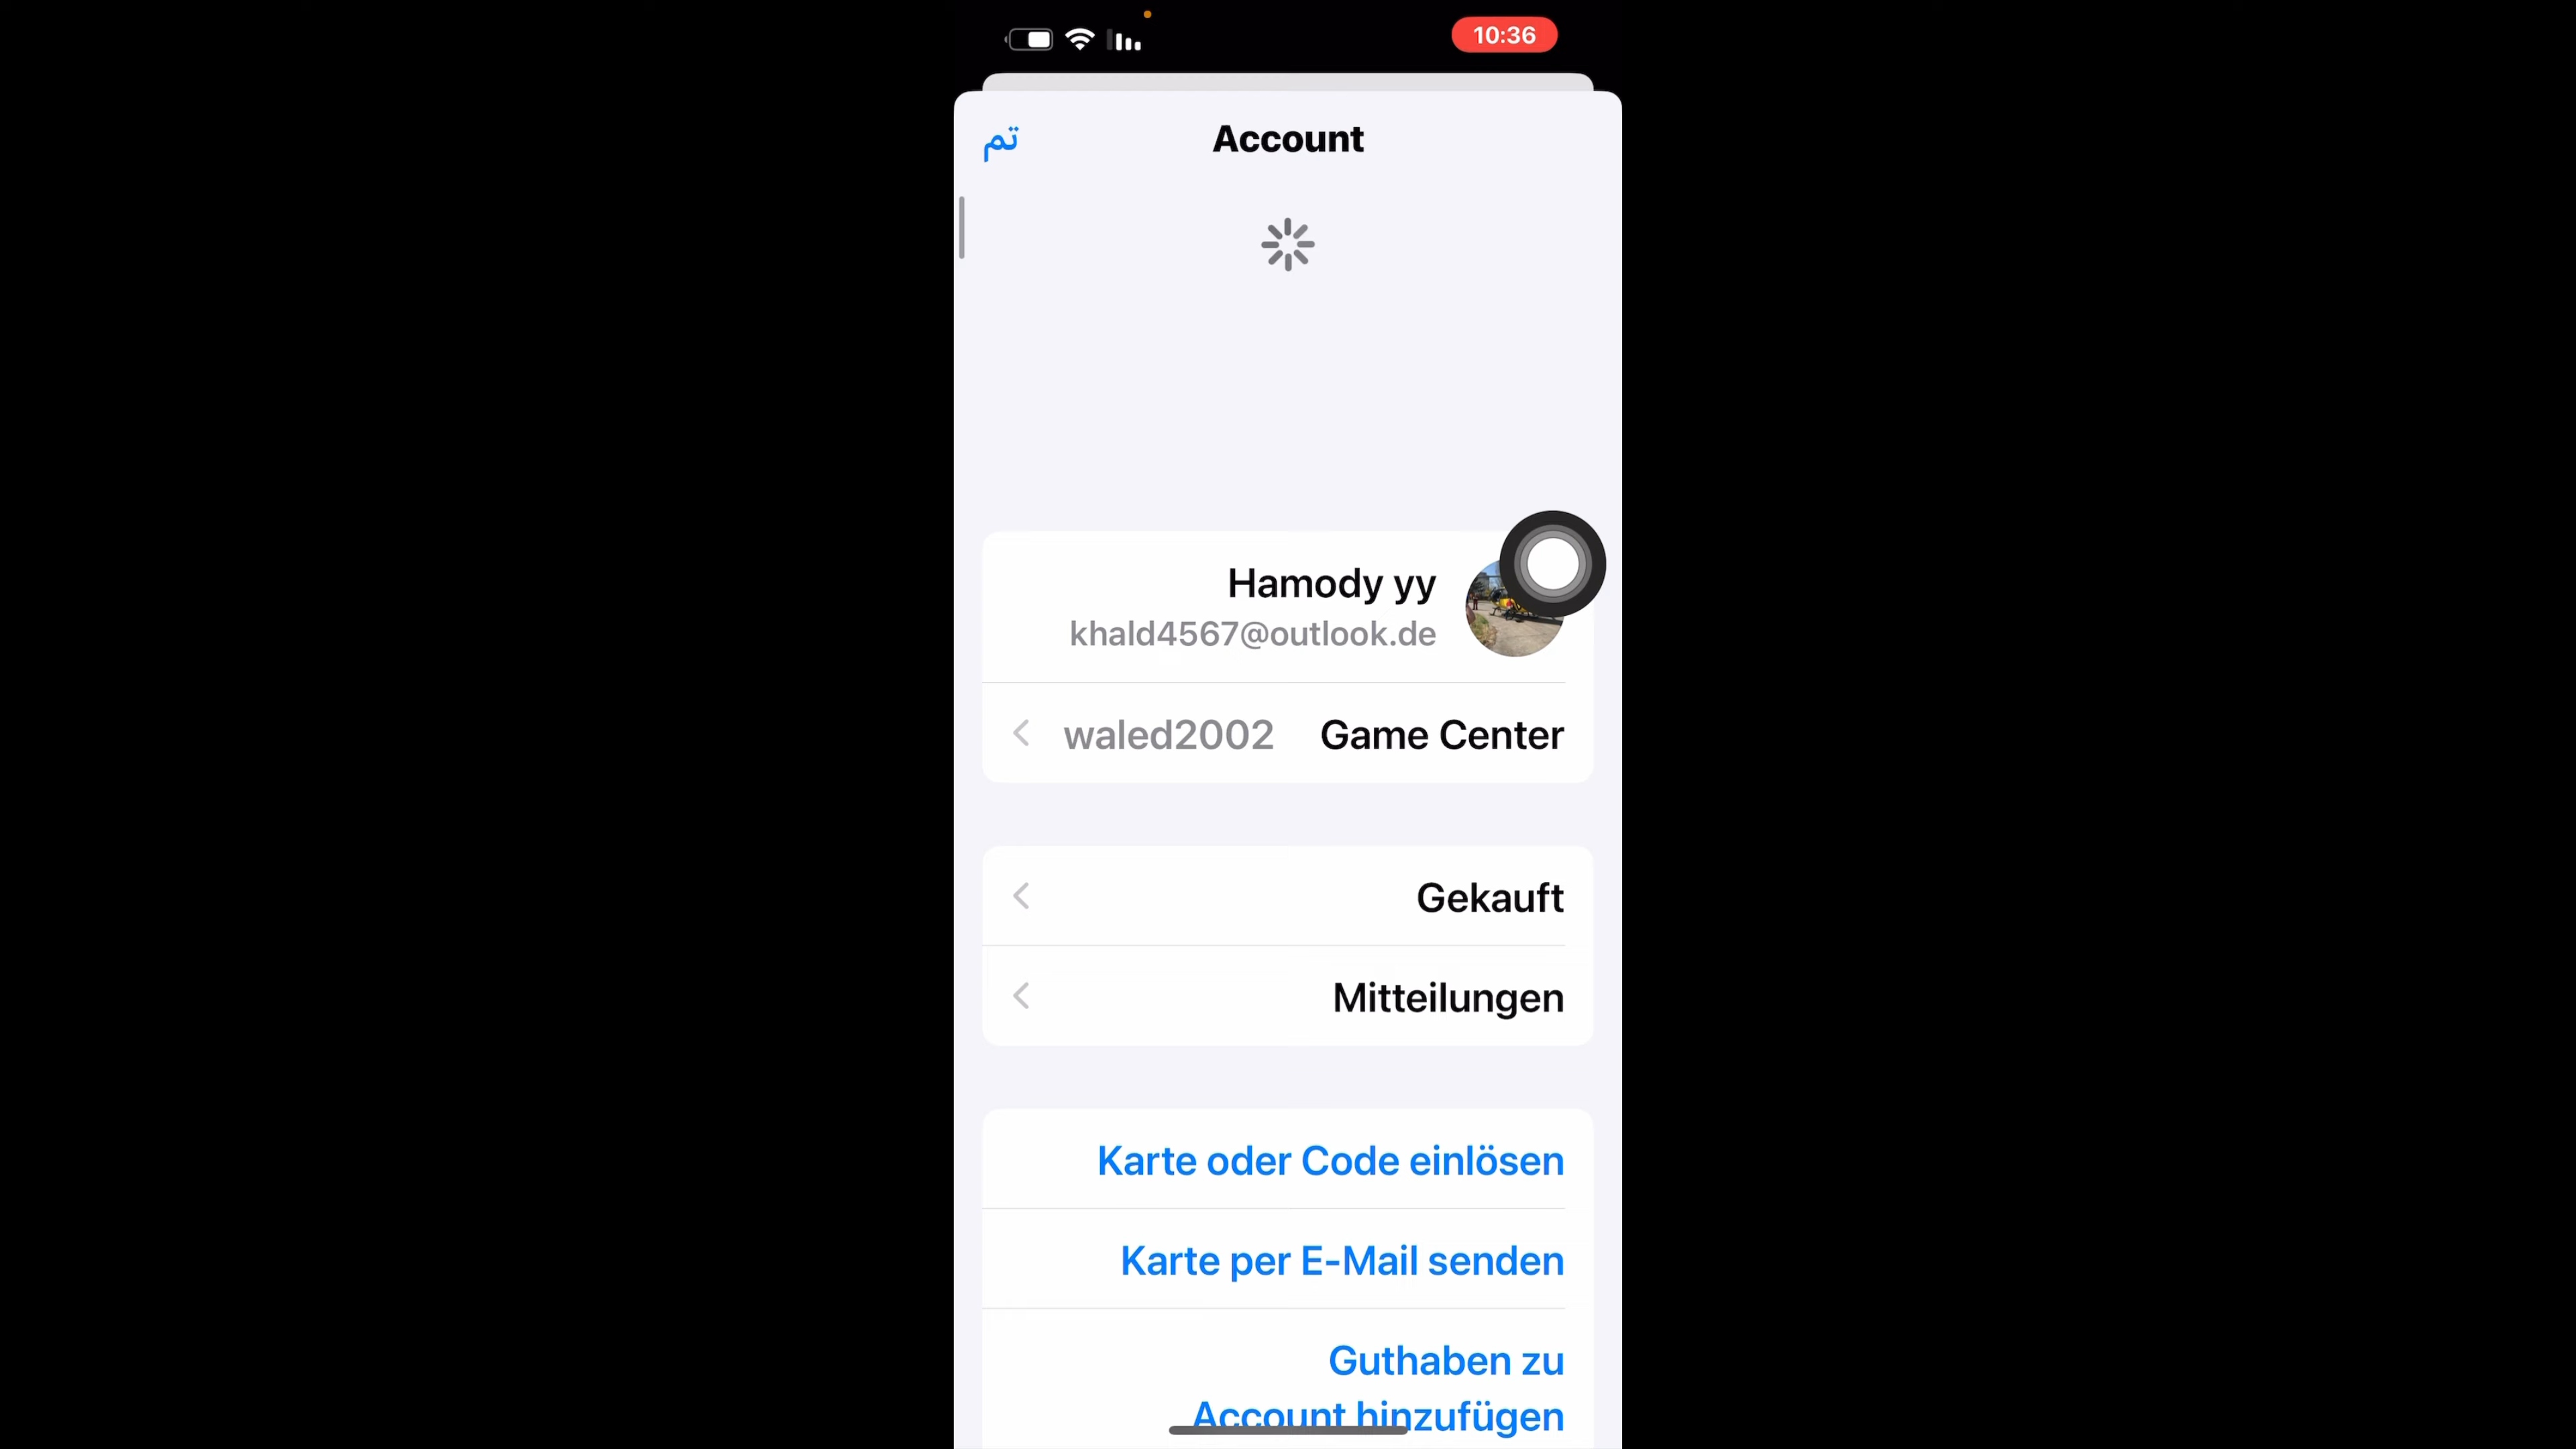 10:36
تم
Account
Hamody yy
khald4567@outlook.de
Game Center waled2002
Gekauft
Mitteilungen
Karte oder Code einlösen
Karte per E-Mail senden
Guthaben zu
Account hinzufügen